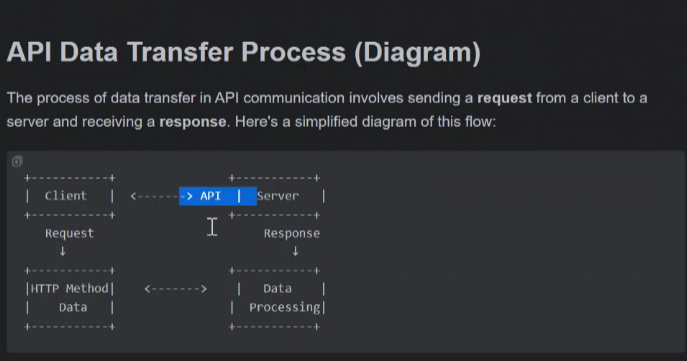 API Data Transfer Process (Diagram)
The process of data transfer in API communication involves sending a request from a client to a
server and receiving a response. Here's a simplified diagram of this flow:
+-----------+                +-----------+
|  Client   |  <-------> API  |  Server   |
+-----------+                +-----------+
   Request                        Response
     ↓                                ↓
+-----------+                +-----------+
|HTTP Method|    <------->    |   Data    |
|    Data   |                | Processing|
+-----------+                +-----------+